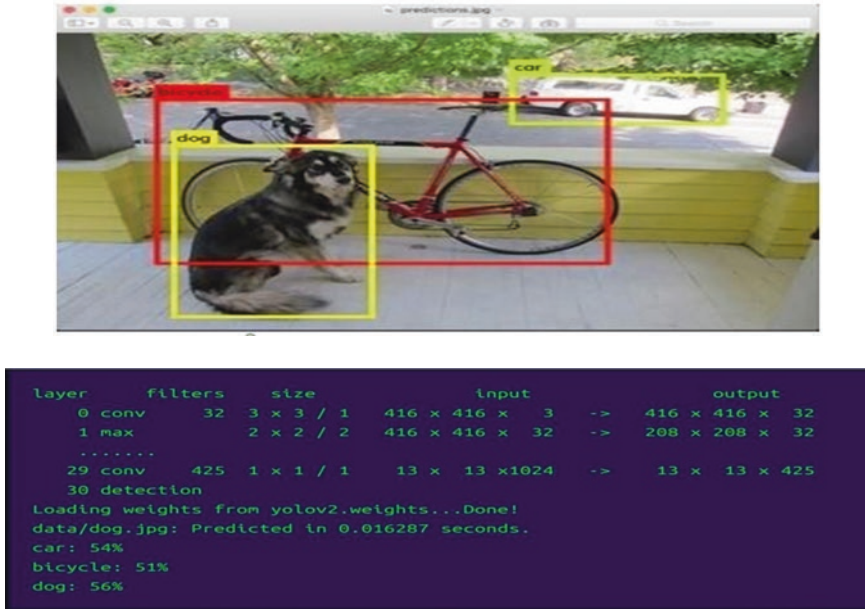 predictions.jpg
Search
car
bicycle
dog
layer filters size input output
0 conv 32 3 x 3 / 1 416 x 416 x 3 -> 416 x 416 x 32
1 max 2 x 2 / 2 416 x 416 x 32 -> 208 x 208 x 32
.......
29 conv 425 1 x 1 / 1 13 x 13 x1024 -> 13 x 13 x 425
30 detection
Loading weights from yolov2.weights...Done!
data/dog.jpg: Predicted in 0.016287 seconds.
car: 54%
bicycle: 51%
dog: 56%